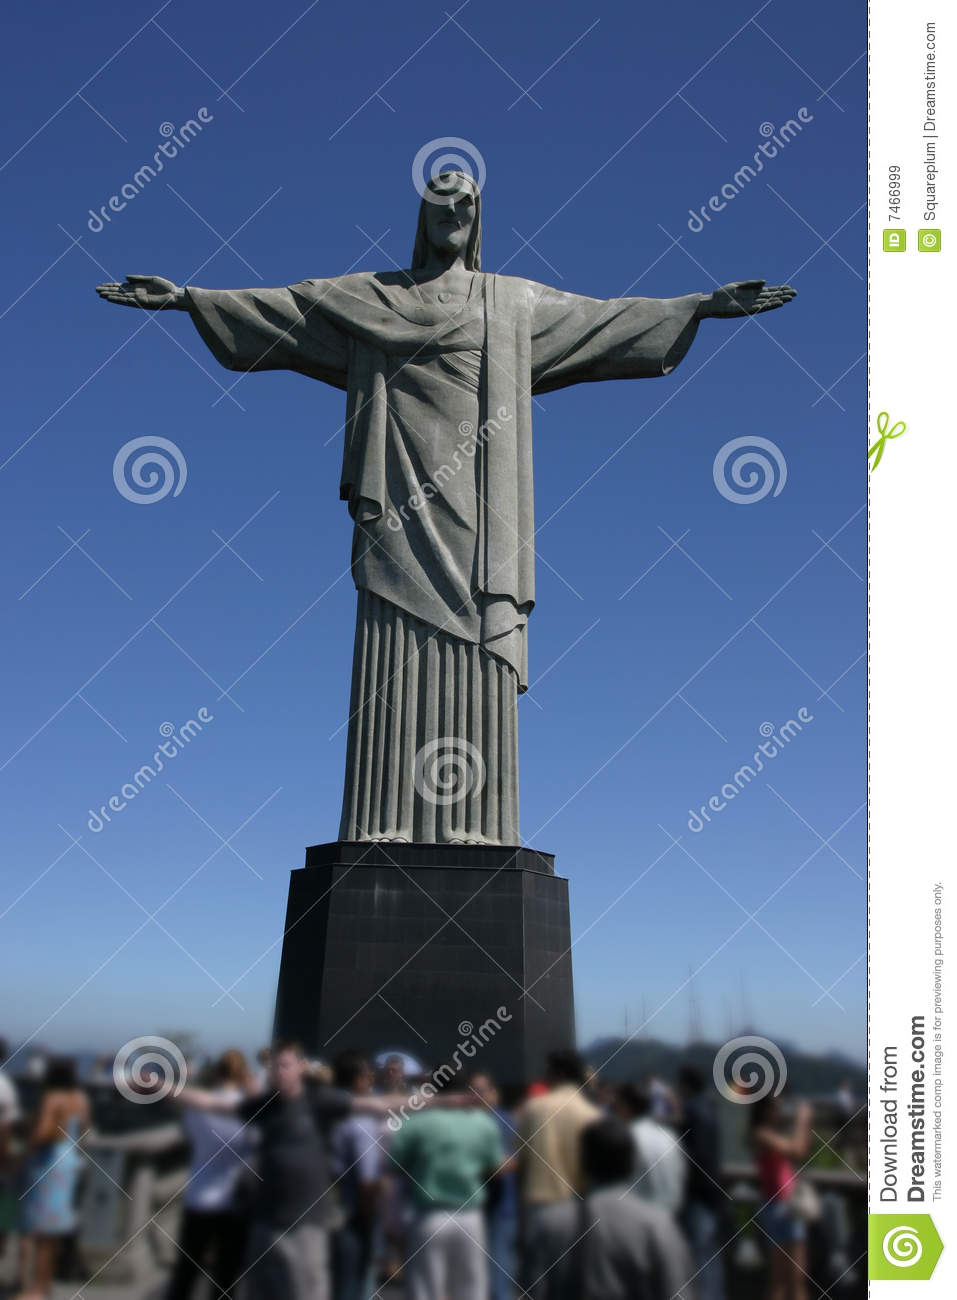 dreamstime
dreamstime
dreamstime
dreamstime
dreamstime
dreamstime
ID 7466999
© Squareplum | Dreamstime.com
Download from
Dreamstime.com
This watermarked comp image is for previewing purposes only.